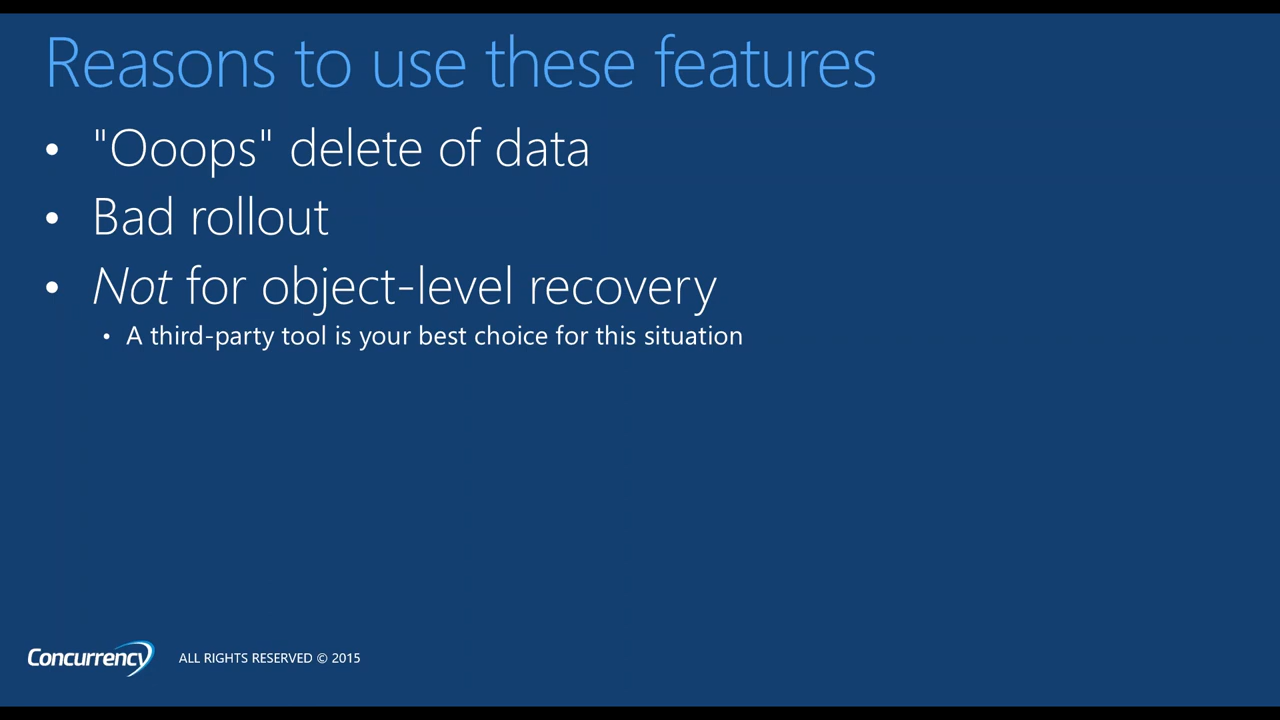 Reasons to use these features
• "Ooops" delete of data
• Bad rollout
• Not for object-level recovery
• A third-party tool is your best choice for this situation
Concurrency ALL RIGHTS RESERVED © 2015